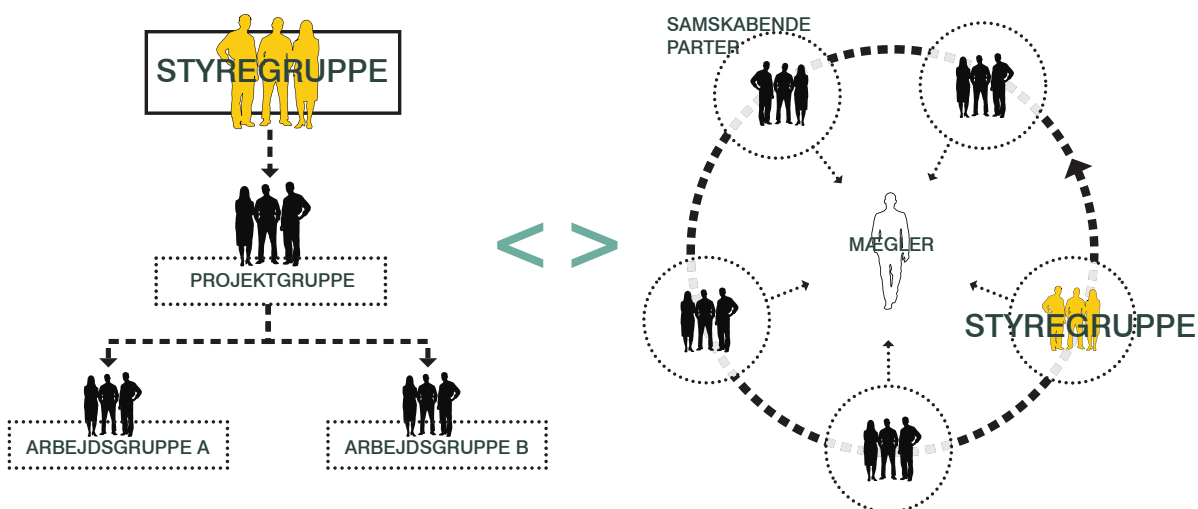 STYREGRUPPE
PROJEKTGRUPPE
ARBEJDSGRUPPE A
ARBEJDSGRUPPE B
< >
SAMSKABENDE
PARTER
MÆGLER
STYREGRUPPE